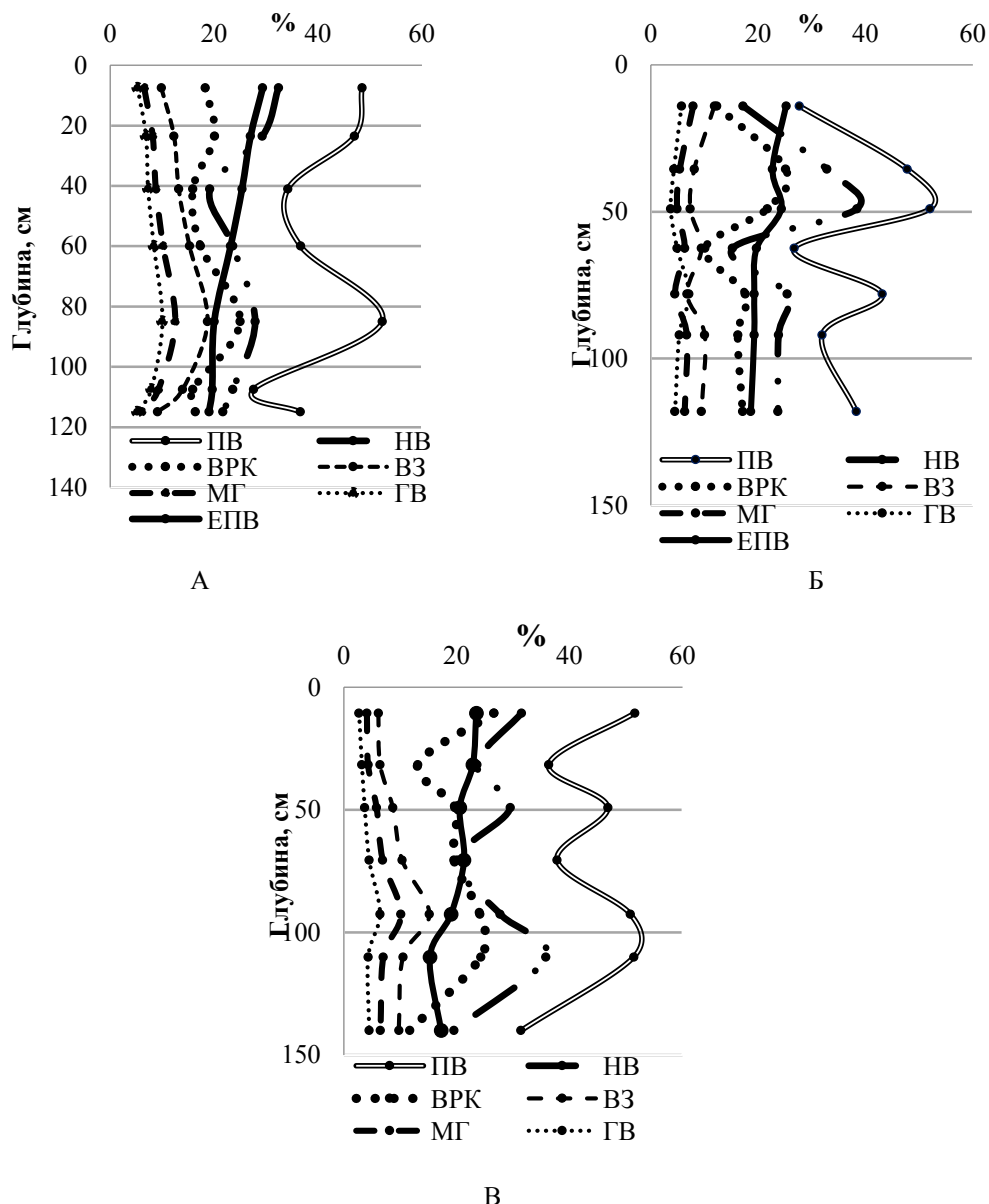 %
0 20 40 60
0
20
40
60
80
100
120
140
Глубина, см
ПВ НВ
ВРК ВЗ
МГ ГВ
ЕПВ
А
%
0 20 40 60
0
50
100
150
Глубина, см
ПВ НВ
ВРК ВЗ
МГ ГВ
ЕПВ
Б
%
0 20 40 60
0
50
100
150
Глубина, см
ПВ НВ
ВРК ВЗ
МГ ГВ
В